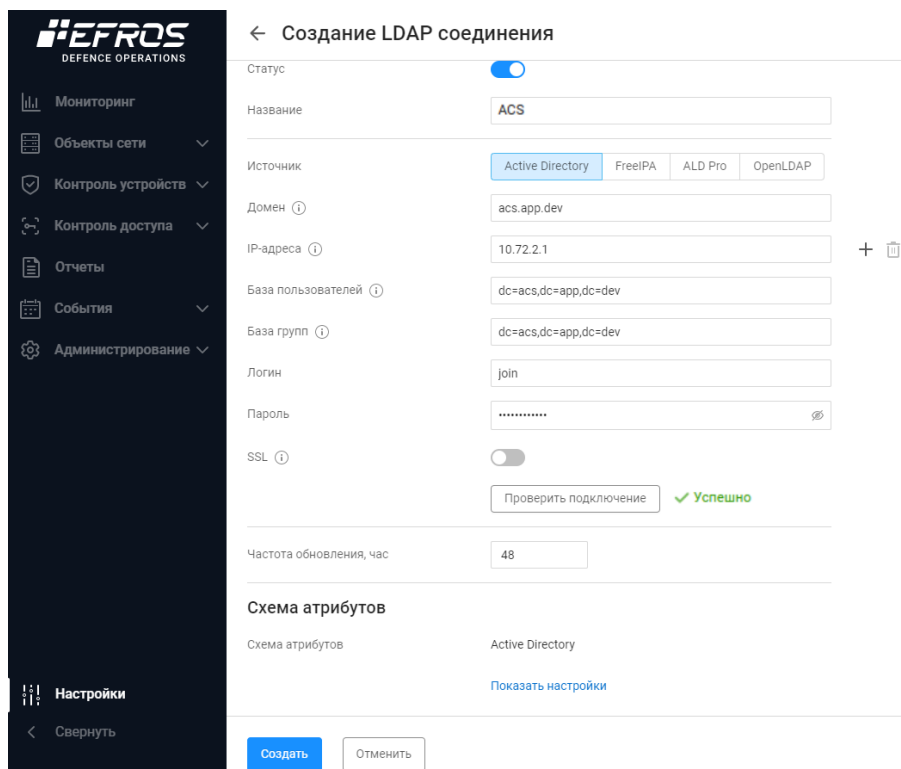 EFROS
DEFENCE OPERATIONS
Мониторинг
Объекты сети
Контроль устройств
Контроль доступа
Отчеты
События
Администрирование
Настройки
Свернуть
Создание LDAP соединения
Статус
Название
ACS
Источник
Active Directory FreeIPA ALD Pro OpenLDAP
Домен
acs.app.dev
IP-адреса
10.72.2.1
База пользователей
dc=acs,dc=app,dc=dev
База групп
dc=acs,dc=app,dc=dev
Логин
join
Пароль
••••••••••••
SSL
Проверить подключение Успешно
Частота обновления, час
48
Схема атрибутов
Схема атрибутов
Active Directory
Показать настройки
Создать Отменить